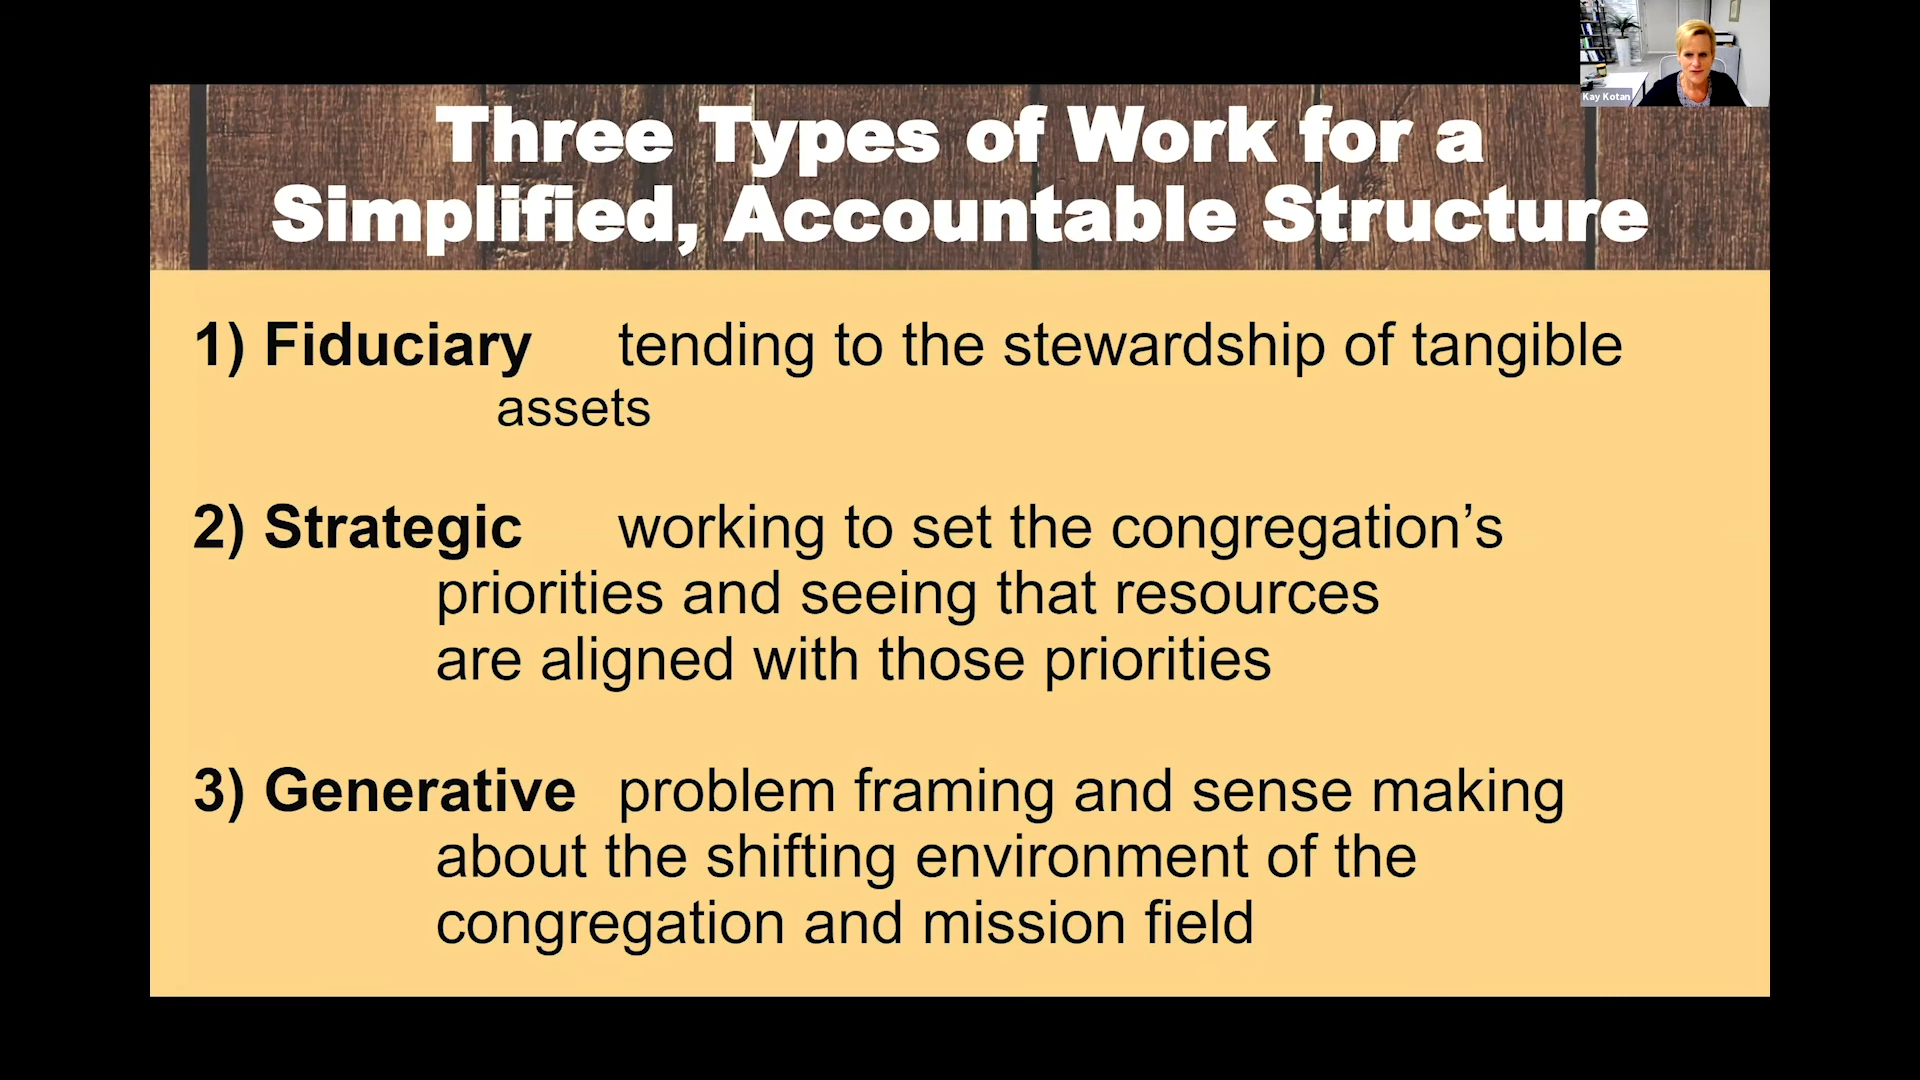 Kay Kotan
Three Types of Work for a
Simplified, Accountable Structure
1) Fiduciary tending to the stewardship of tangible
assets
2) Strategic working to set the congregation’s
priorities and seeing that resources
are aligned with those priorities
3) Generative problem framing and sense making
about the shifting environment of the
congregation and mission field